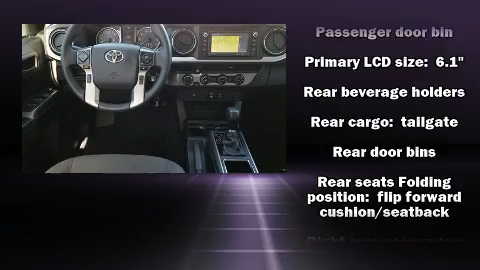 Passenger door bin
Primary LCD size:  6.1"
Rear beverage holders
Rear cargo:  tailgate
Rear door bins
Rear seats Folding
position:  flip forward
cushion/seatback